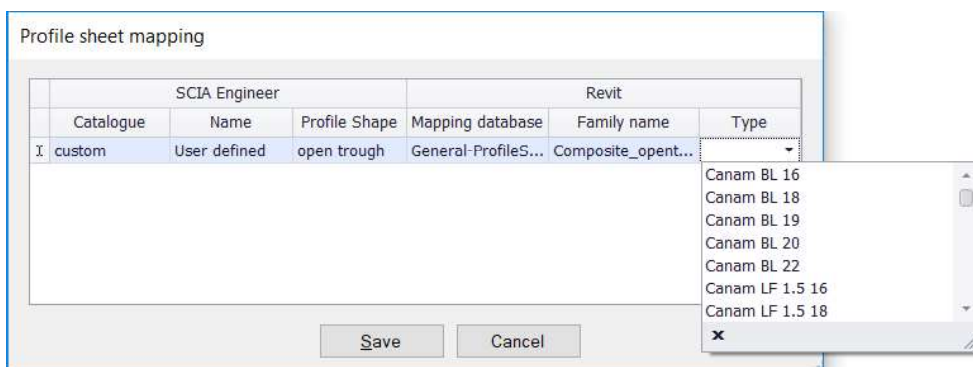 Profile sheet mapping
SCIA Engineer Revit
Catalogue Name Profile Shape Mapping database Family name Type
custom User defined open trough General-ProfileS... Composite_opent...
Canam BL 16
Canam BL 18
Canam BL 19
Canam BL 20
Canam BL 22
Canam LF 1.5 16
Canam LF 1.5 18
Save Cancel